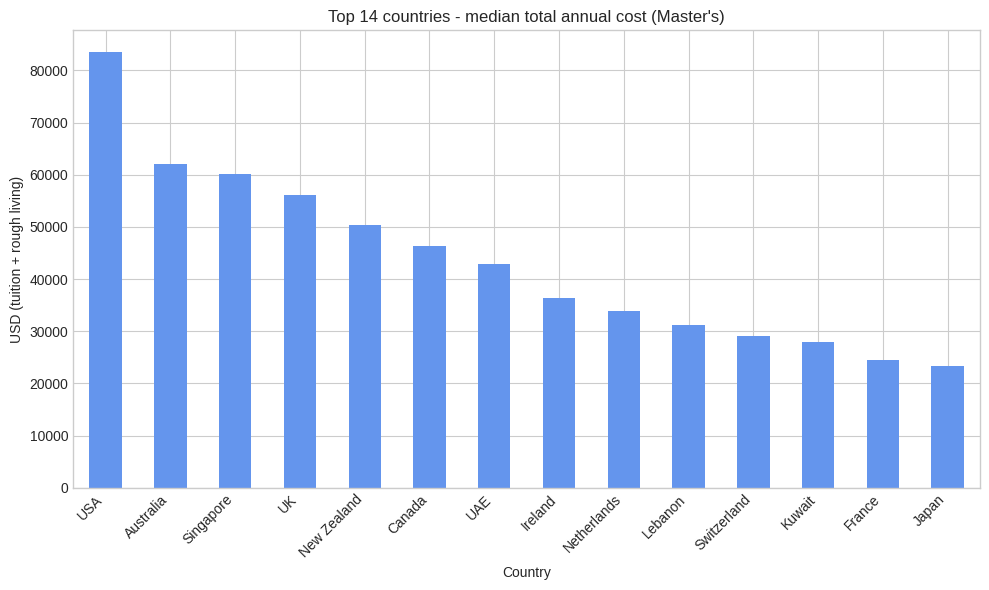 Top 14 countries - median total annual cost (Master's)
USD (tuition + rough living)
80000
70000
60000
50000
40000
30000
20000
10000
0
USA
Australia
Singapore
UK
New Zealand
Canada
UAE
Ireland
Netherlands
Lebanon
Switzerland
Kuwait
France
Japan
Country